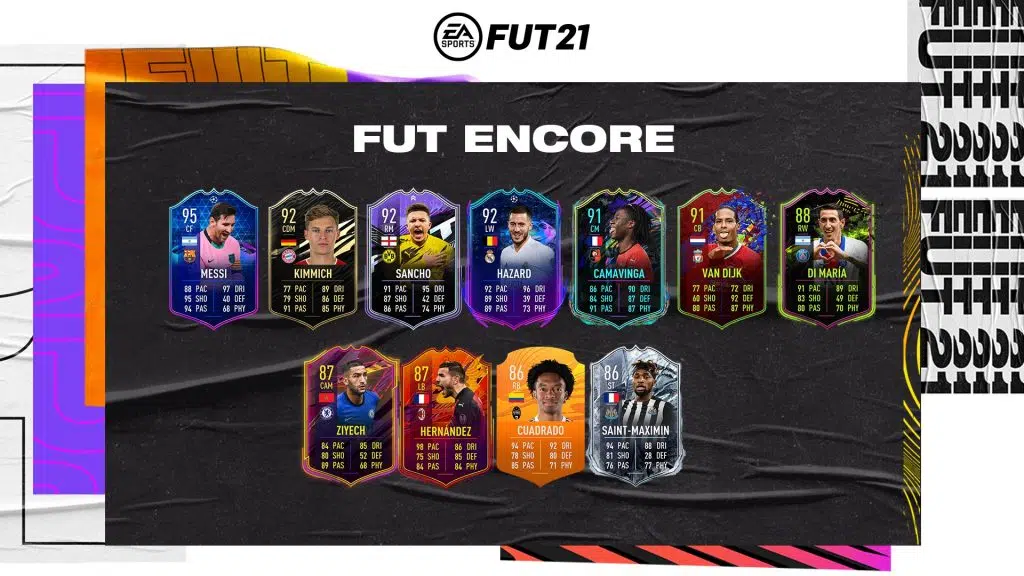 EA
SPORTS
FUT21
FUT
FUT 21
FUT ENCORE
95
CF
MESSI
88 PAC 97 DRI
95 SHO 40 DEF
94 PAS 68 PHY
92
CDM
KIMMICH
77 PAC 89 DRI
79 SHO 86 DEF
91 PAS 85 PHY
92
RM
SANCHO
91 PAC 95 DRI
87 SHO 42 DEF
86 PAS 74 PHY
92
LW
HAZARD
92 PAC 96 DRI
89 SHO 39 DEF
89 PAS 73 PHY
91
CM
CAMAVINGA
86 PAC 90 DRI
84 SHO 87 DEF
91 PAS 87 PHY
91
CB
VAN DIJK
77 PAC 72 DRI
60 SHO 92 DEF
80 PAS 87 PHY
88
RW
DI MARÍA
84 PAC 89 DRI
83 SHO 49 DEF
84 PAS 70 PHY
87
CAM
ZIYECH
84 PAC 85 DRI
80 SHO 52 DEF
89 PAS 68 PHY
87
LB
HERNÁNDEZ
98 PAC 86 DRI
75 SHO 85 DEF
84 PAS 84 PHY
86
RB
CUADRADO
94 PAC 92 DRI
78 SHO 80 DEF
85 PAS 71 PHY
86
ST
SAINT-MAXIMIN
94 PAC 88 DRI
81 SHO 28 DEF
76 PAS 77 PHY